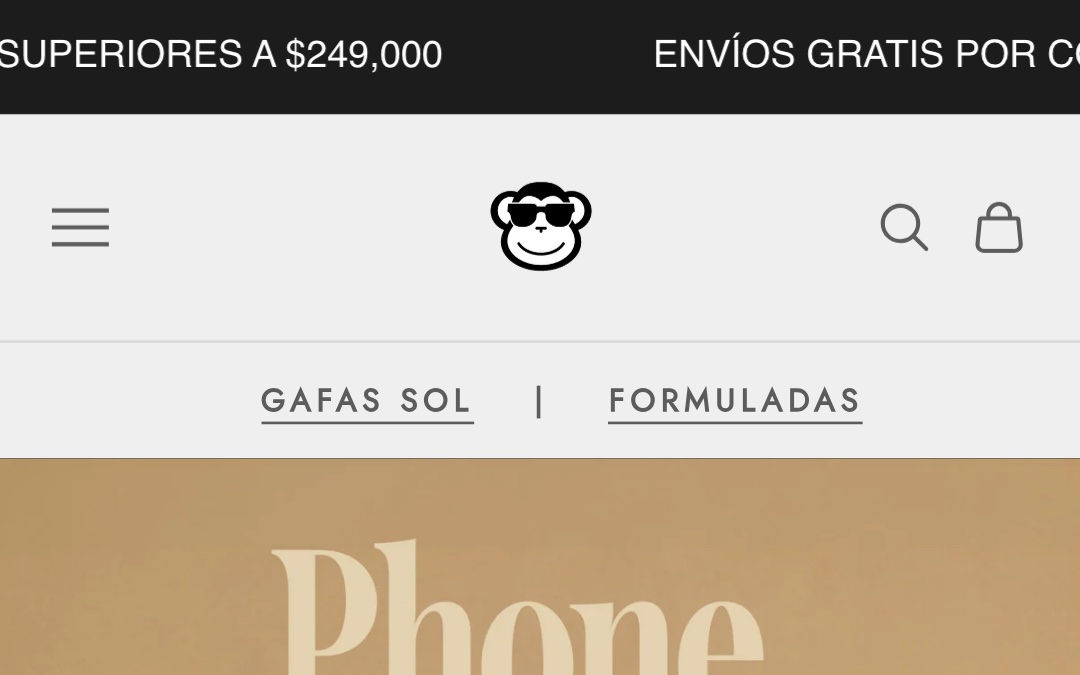 SUPERIORES A $249,000 ENVÍOS GRATIS POR
GAFAS SOL | FORMULADAS
Phone